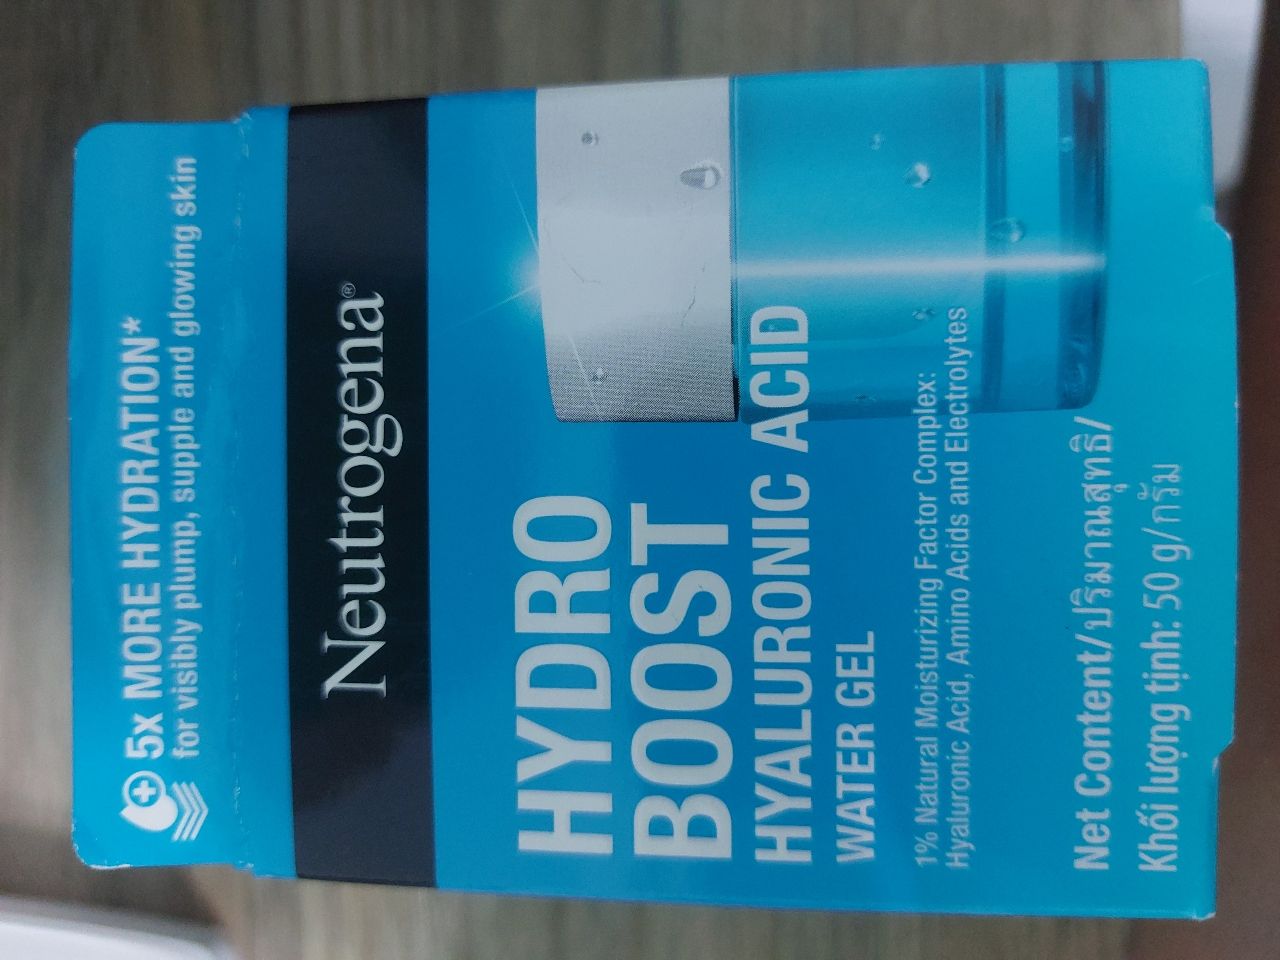 5x MORE HYDRATION*
for visibly plump, supple and glowing skin
Neutrogena®
HYDRO
BOOST
HYALURONIC ACID
WATER GEL
1% Natural Moisturizing Factor Complex:
Hyaluronic Acid, Amino Acids and Electrolytes
Net Content/ปริมาณสุทธิ/
Khối lượng tịnh: 50 g/กรัม